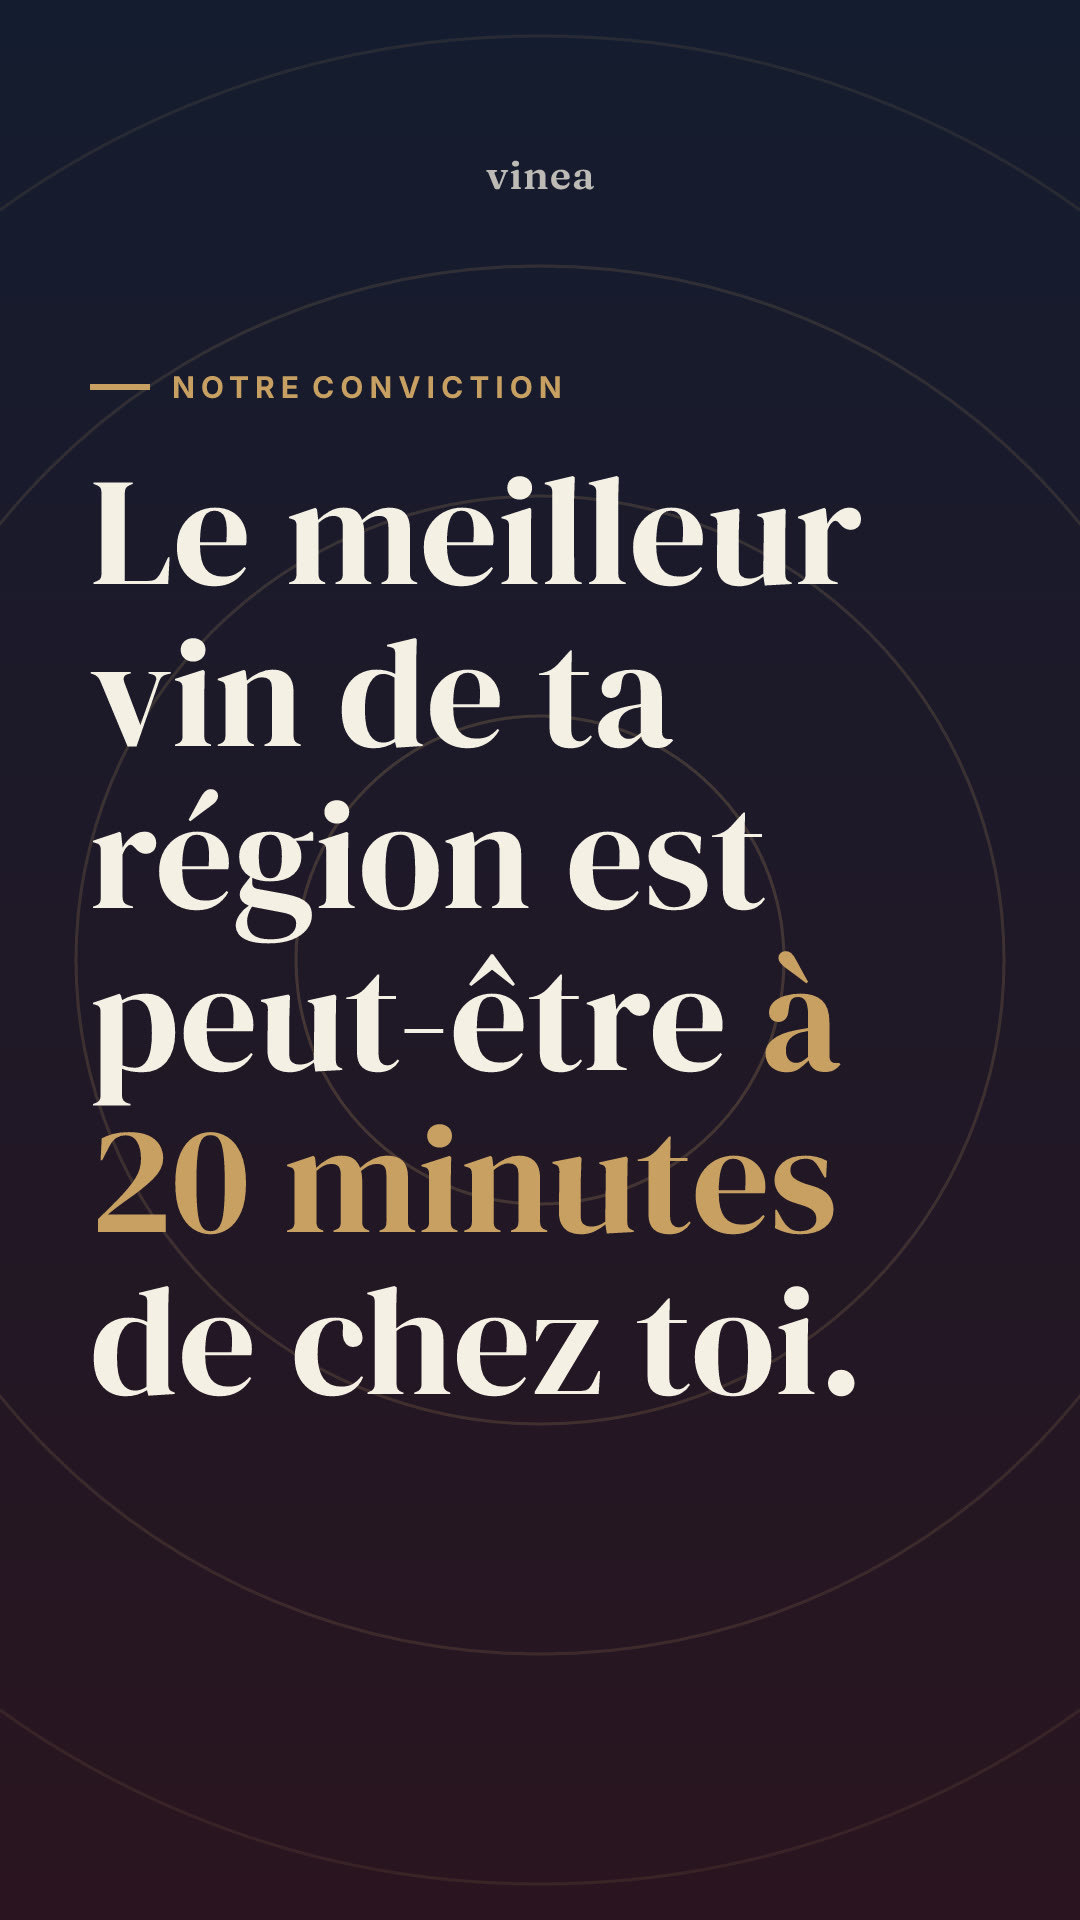 vinea
NOTRE CONVICTION
Le meilleur
vin de ta
région est
peut-être à
20 minutes
de chez toi.